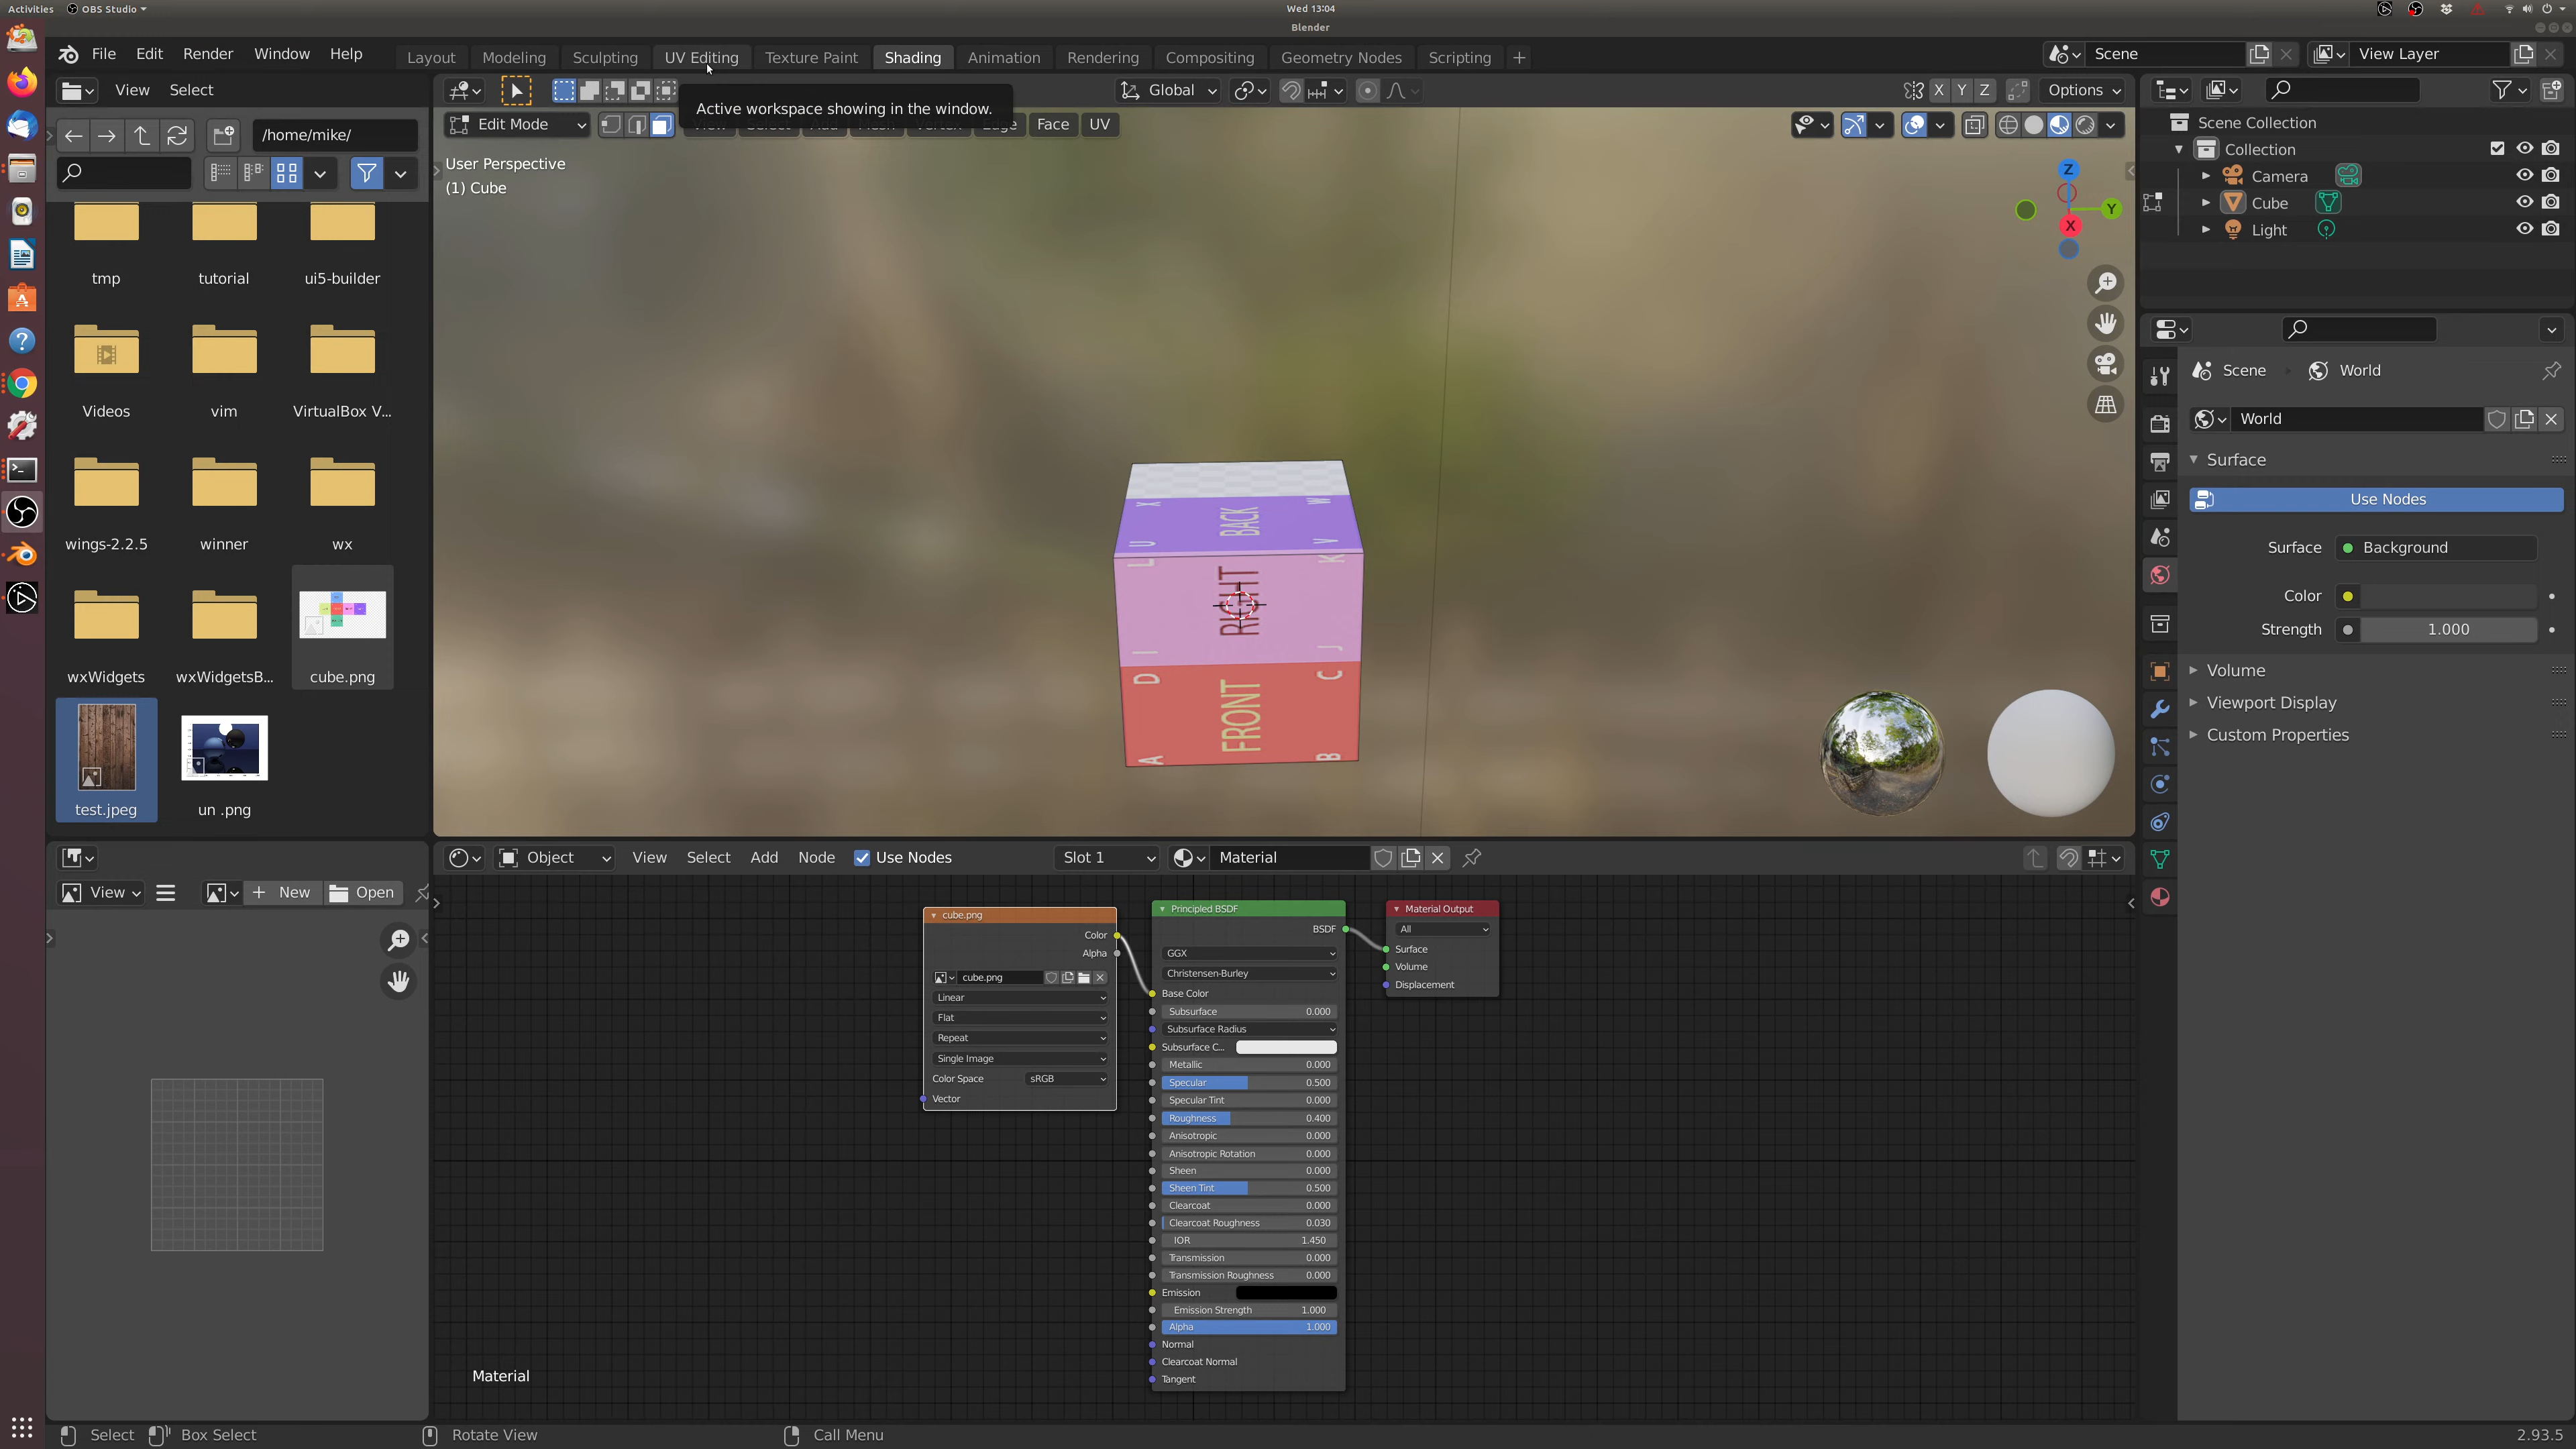 Activities OBS Studio Wed 13:04
Blender
File Edit Render Window Help Layout Modeling Sculpting UV Editing Texture Paint Shading Animation Rendering Compositing Geometry Nodes Scripting + Scene View Layer
View Select Global X Y Z Options
Active workspace showing in the window.
/home/mike/ Edit Mode Face UV
User Perspective
(1) Cube
Scene Collection
Collection
Camera
Cube
Light
Z
Y
X
tmp tutorial ui5-builder
Videos vim VirtualBox V...
wings-2.2.5 winner wx
wxWidgets wxWidgetsB... cube.png
test.jpeg un .png
X W
BACK
U V
L K
RIGHT
I J
D C
FRONT
A B
Scene World
World
Surface
Use Nodes
Surface Background
Color
Strength 1.000
Volume
Viewport Display
Custom Properties
Object View Select Add Node Use Nodes Slot 1 Material
View New Open
cube.png
Color
Alpha
cube.png
Linear
Flat
Repeat
Single Image
Color Space sRGB
Vector
Principled BSDF
BSDF
GGX
Christensen-Burley
Base Color
Subsurface 0.000
Subsurface Radius
Subsurface C...
Metallic 0.000
Specular 0.500
Specular Tint 0.000
Roughness 0.400
Anisotropic 0.000
Anisotropic Rotation 0.000
Sheen 0.000
Sheen Tint 0.500
Clearcoat 0.000
Clearcoat Roughness 0.030
IOR 1.450
Transmission 0.000
Transmission Roughness 0.000
Emission
Emission Strength 1.000
Alpha 1.000
Normal
Clearcoat Normal
Tangent
Material Output
All
Surface
Volume
Displacement
Material
Select Box Select Rotate View Call Menu 2.93.5